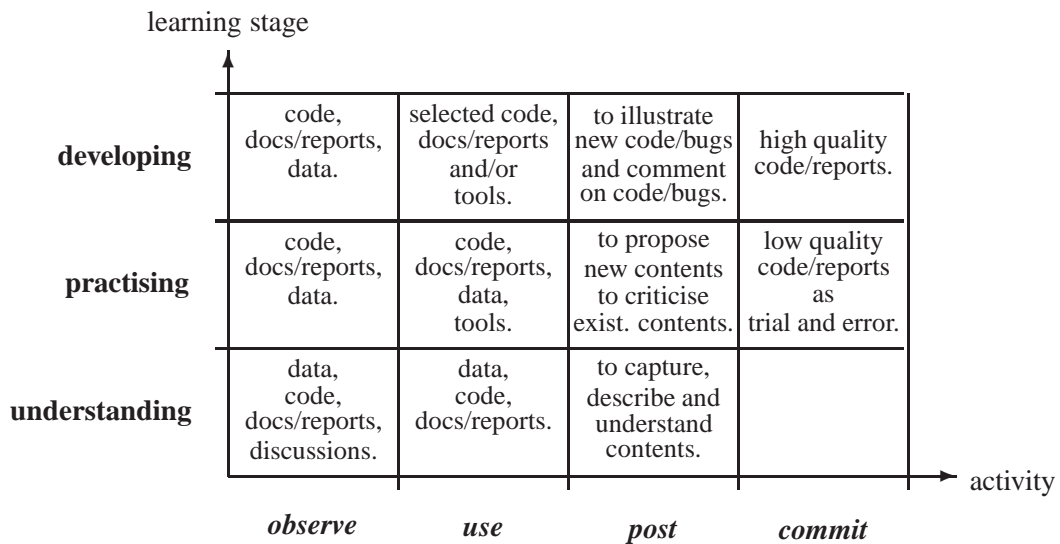 learning stage
developing
code,
docs/reports,
data.
selected code,
docs/reports
and/or
tools.
to illustrate
new code/bugs
and comment
on code/bugs.
high quality
code/reports.
practising
code,
docs/reports,
data.
code,
docs/reports,
data,
tools.
to propose
new contents
to criticise
exist. contents.
low quality
code/reports
as
trial and error.
understanding
data,
code,
docs/reports,
discussions.
data,
code,
docs/reports.
to capture,
describe and
understand
contents.
activity
observe
use
post
commit